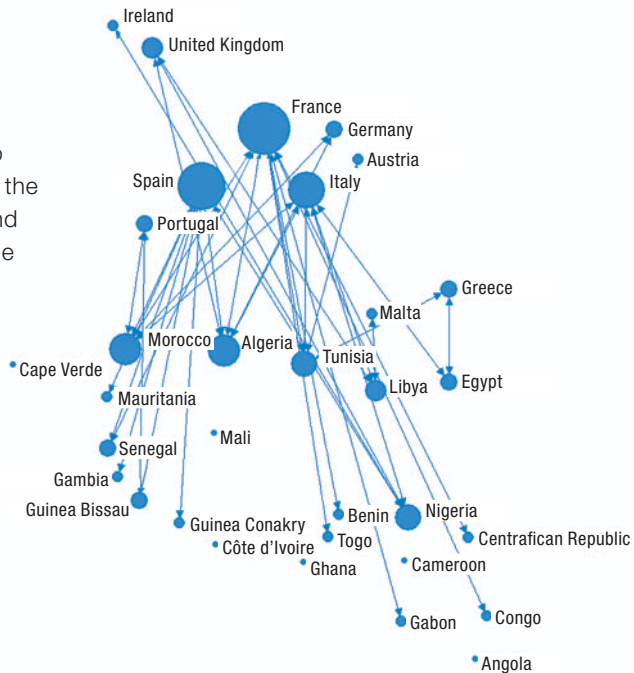 Ireland
United Kingdom
France
Germany
Austria
the
Spain
Italy
nd
Portugal
e
Greece
Malta
Morocco
Algeria
Tunisia
Cape Verde
Libya
Egypt
Mauritania
Mali
Senegal
Gambia
Guinea Bissau
Benin
Nigeria
Guinea Conakry
Togo
Centrafican Republic
Côte d'Ivoire
Ghana
Cameroon
Gabon
Congo
Angola